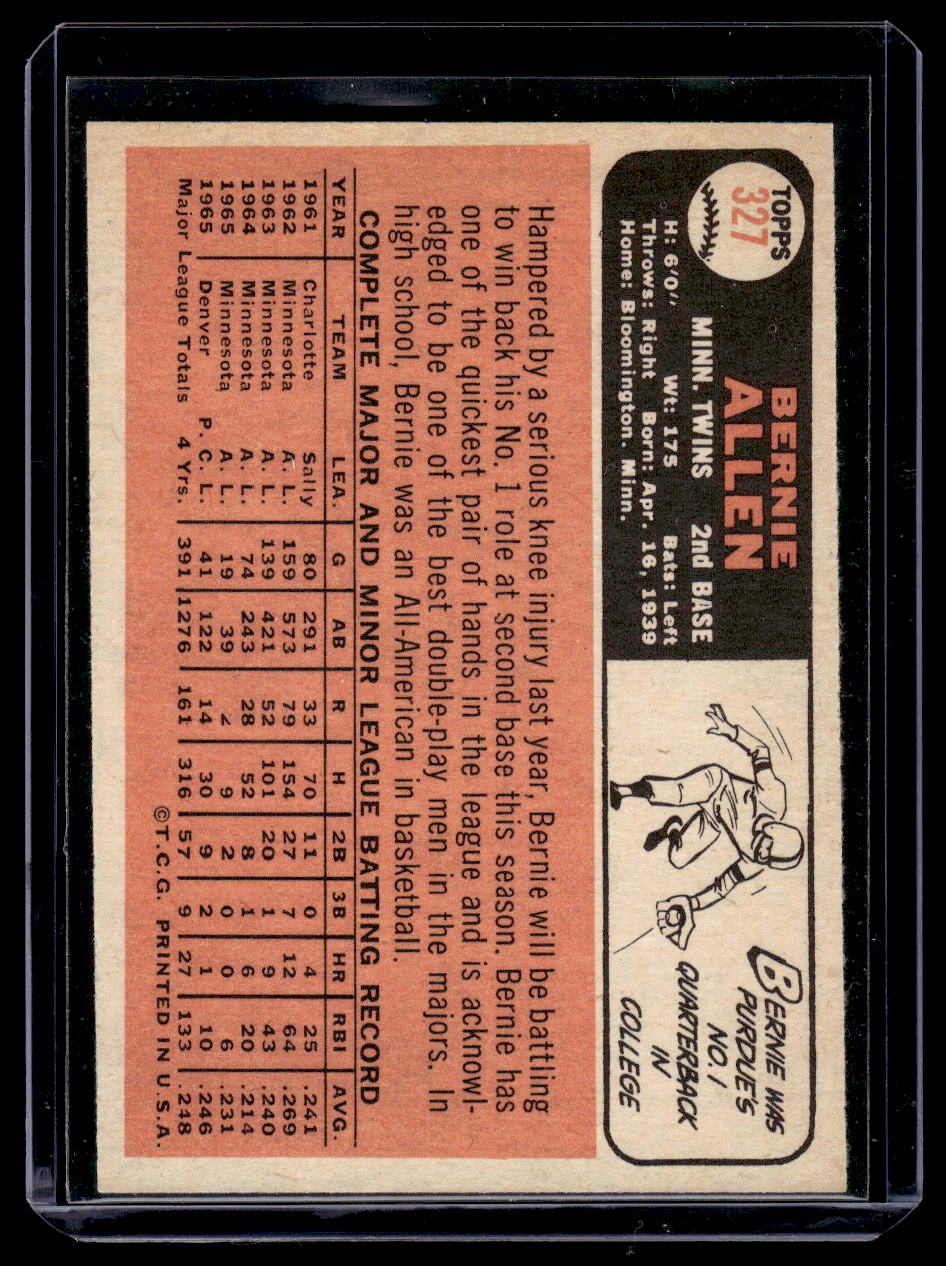 TOPPS
327
BERNIE
ALLEN
MINN. TWINS 2nd BASE
H: 6'0" Wt: 175 Bats: Left
Throws: Right Born: Apr. 16, 1939
Home: Bloomington, Minn.
BERNIE WAS
PURDUE'S
NO. 1
QUARTERBACK
IN
COLLEGE
Hampered by a serious knee injury last year, Bernie will be battling
to win back his No. 1 role at second base this season. Bernie has
one of the quickest pair of hands in the league and is acknowl-
edged to be one of the best double-play men in the majors. In
high school, Bernie was an All-American in basketball.
COMPLETE MAJOR AND MINOR LEAGUE BATTING RECORD
YEAR TEAM LEA. G AB R H 2B 3B HR RBI AVG.
1961 Charlotte Sally 80 291 33 70 11 0 4 25 .241
1962 Minnesota A. L. 159 573 79 154 27 7 12 64 .269
1963 Minnesota A. L. 139 421 52 101 20 1 9 43 .240
1964 Minnesota A. L. 74 243 28 52 8 1 6 20 .214
1965 Minnesota A. L. 19 39 2 9 2 0 0 6 .231
1965 Denver P. C. L. 41 122 14 30 9 2 1 10 .246
Major League Totals 4 Yrs. 391 1276 161 316 57 9 27 133 .248
©T.C.G. PRINTED IN U.S.A.